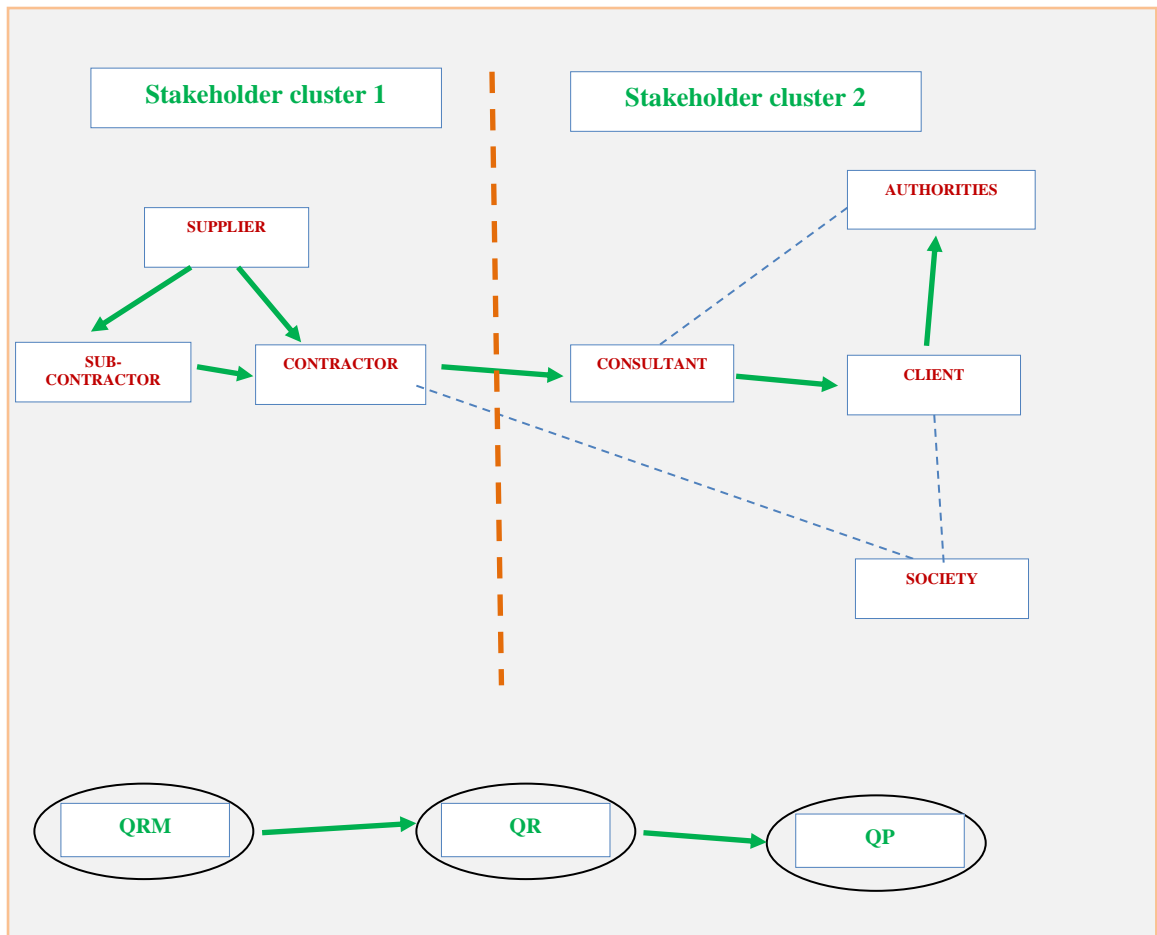 Stakeholder cluster 1
Stakeholder cluster 2
AUTHORITIES
SUPPLIER
SUB-
CONTRACTOR
CONTRACTOR
CONSULTANT
CLIENT
SOCIETY
QRM
QR
QP